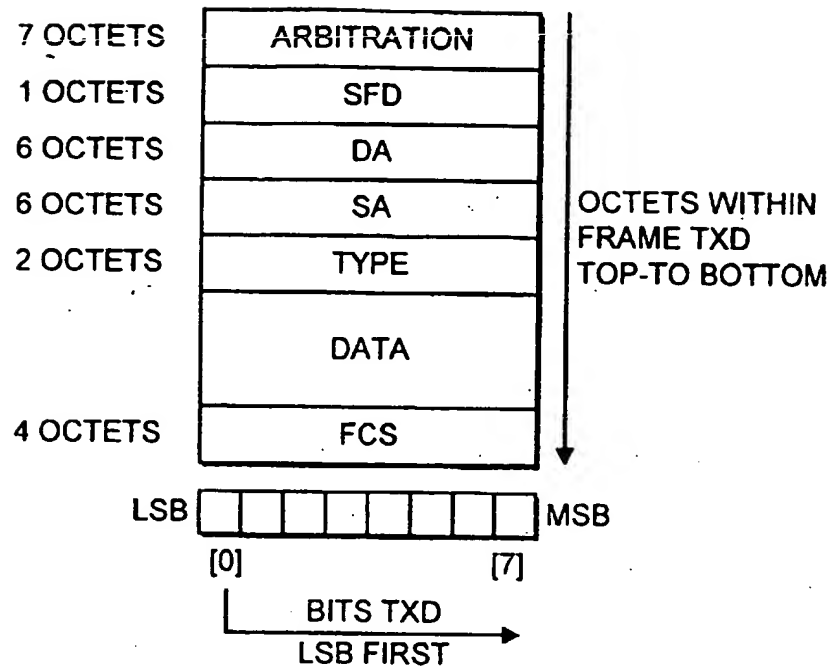 7 OCTETS ARBITRATION
1 OCTETS SFD
6 OCTETS DA
6 OCTETS SA
2 OCTETS TYPE
DATA
4 OCTETS FCS
OCTETS WITHIN
FRAME TXD
TOP-TO BOTTOM
LSB MSB
[0] [7]
BITS TXD
LSB FIRST